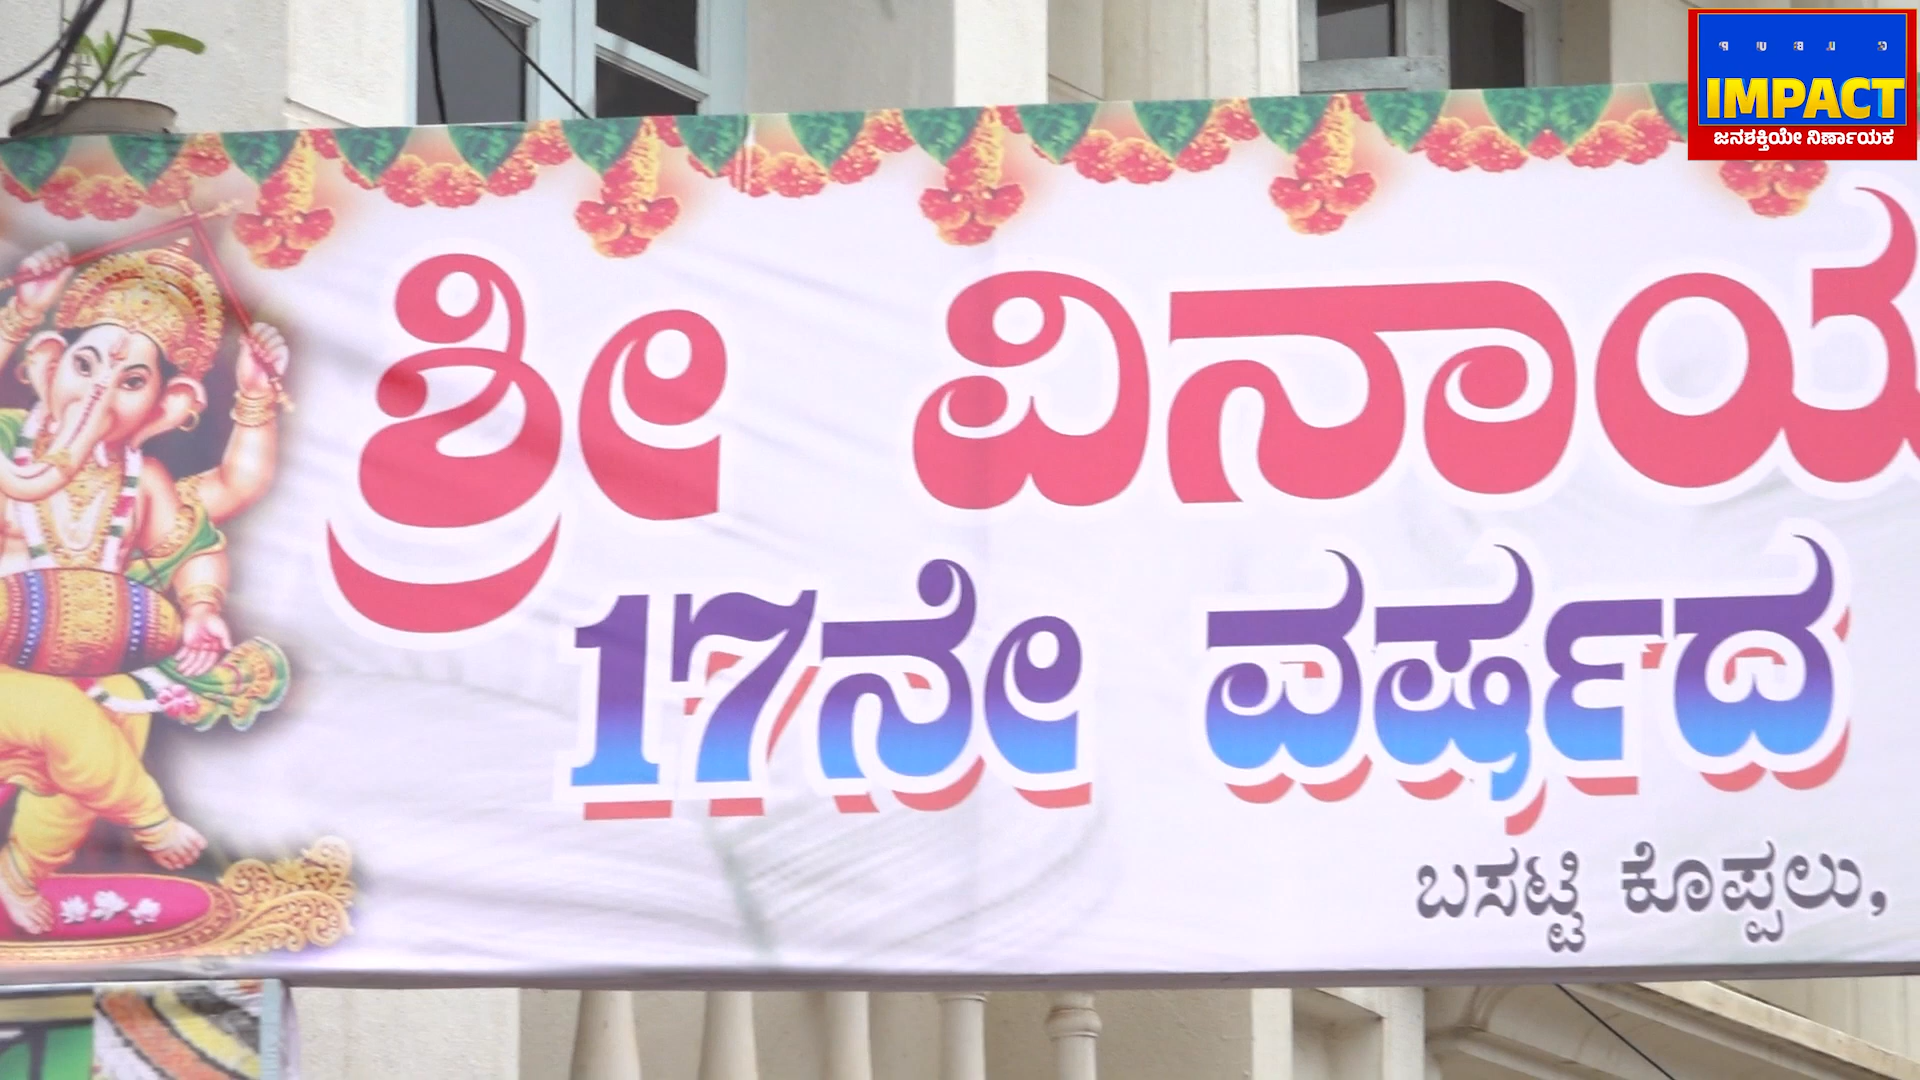 IMPACT
ಜನಶಕ್ತಿಯೇ ನಿರ್ಣಾಯಕ
ಶ್ರೀ ವಿನಾಯ
17ನೇ ವರ್ಷದ
ಬಸಟ್ಟಿ ಕೊಪ್ಪಲು,